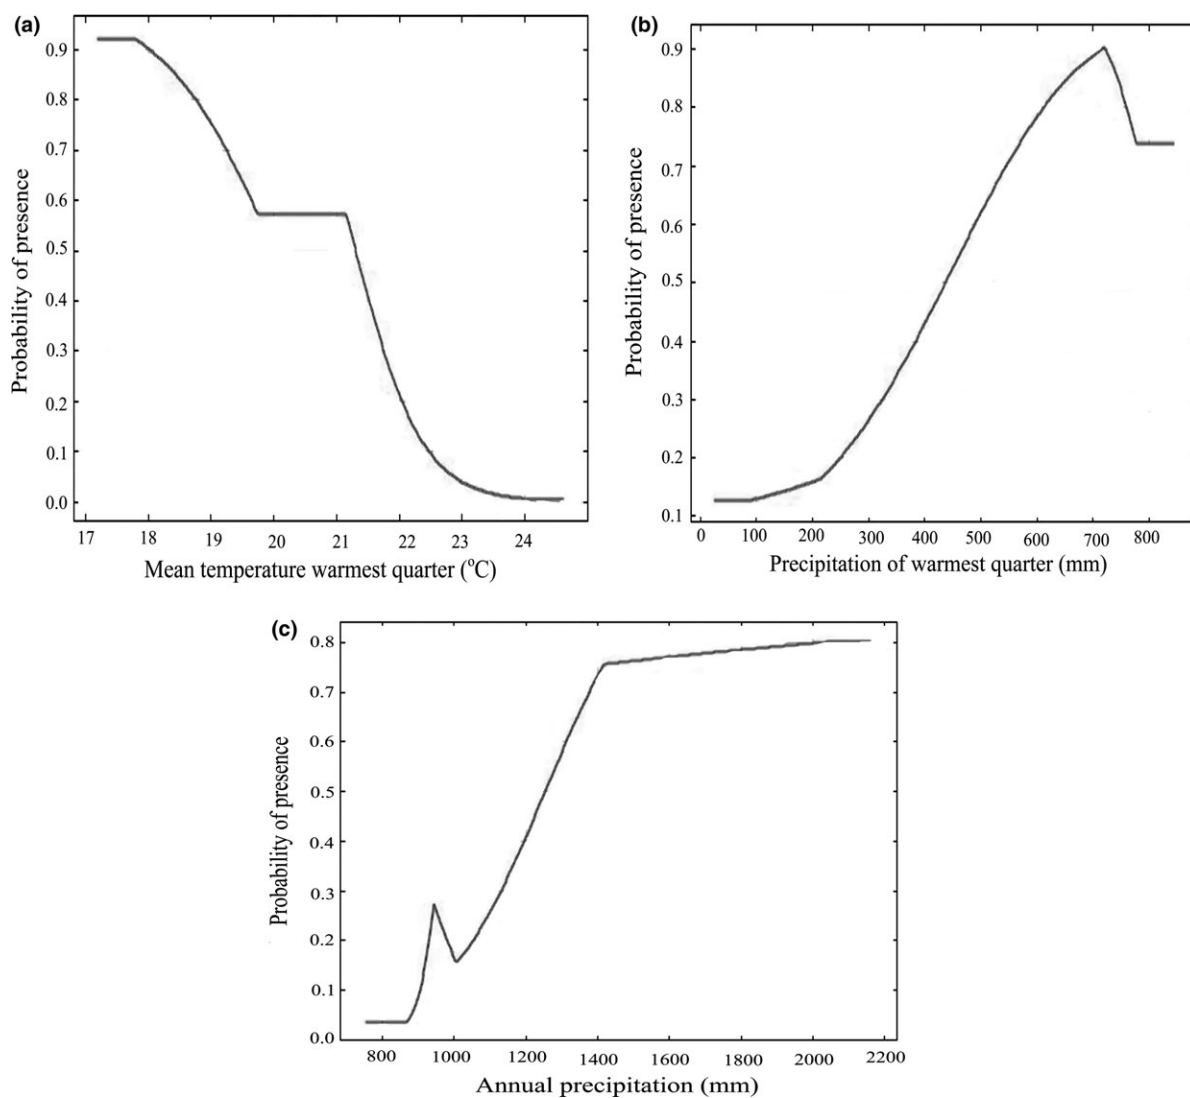 (a)
0.9
0.8
0.7
0.6
0.5
0.4
0.3
0.2
0.1
0.0
Probability of presence
17 18 19 20 21 22 23 24
Mean temperature warmest quarter (°C)
(b)
0.9
0.8
0.7
0.6
0.5
0.4
0.3
0.2
0.1
Probability of presence
0 100 200 300 400 500 600 700 800
Precipitation of warmest quarter (mm)
(c)
0.8
0.7
0.6
0.5
0.4
0.3
0.2
0.1
0.0
Probability of presence
800 1000 1200 1400 1600 1800 2000 2200
Annual precipitation (mm)